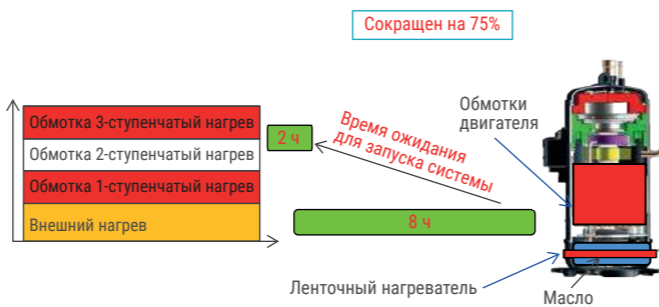 Сокращен на 75%
Обмотка 3-ступенчатый нагрев
Обмотка 2-ступенчатый нагрев
Обмотка 1-ступенчатый нагрев
Внешний нагрев
2 ч
Время ожидания
для запуска системы
8 ч
Обмотки
двигателя
Ленточный нагреватель
Масло